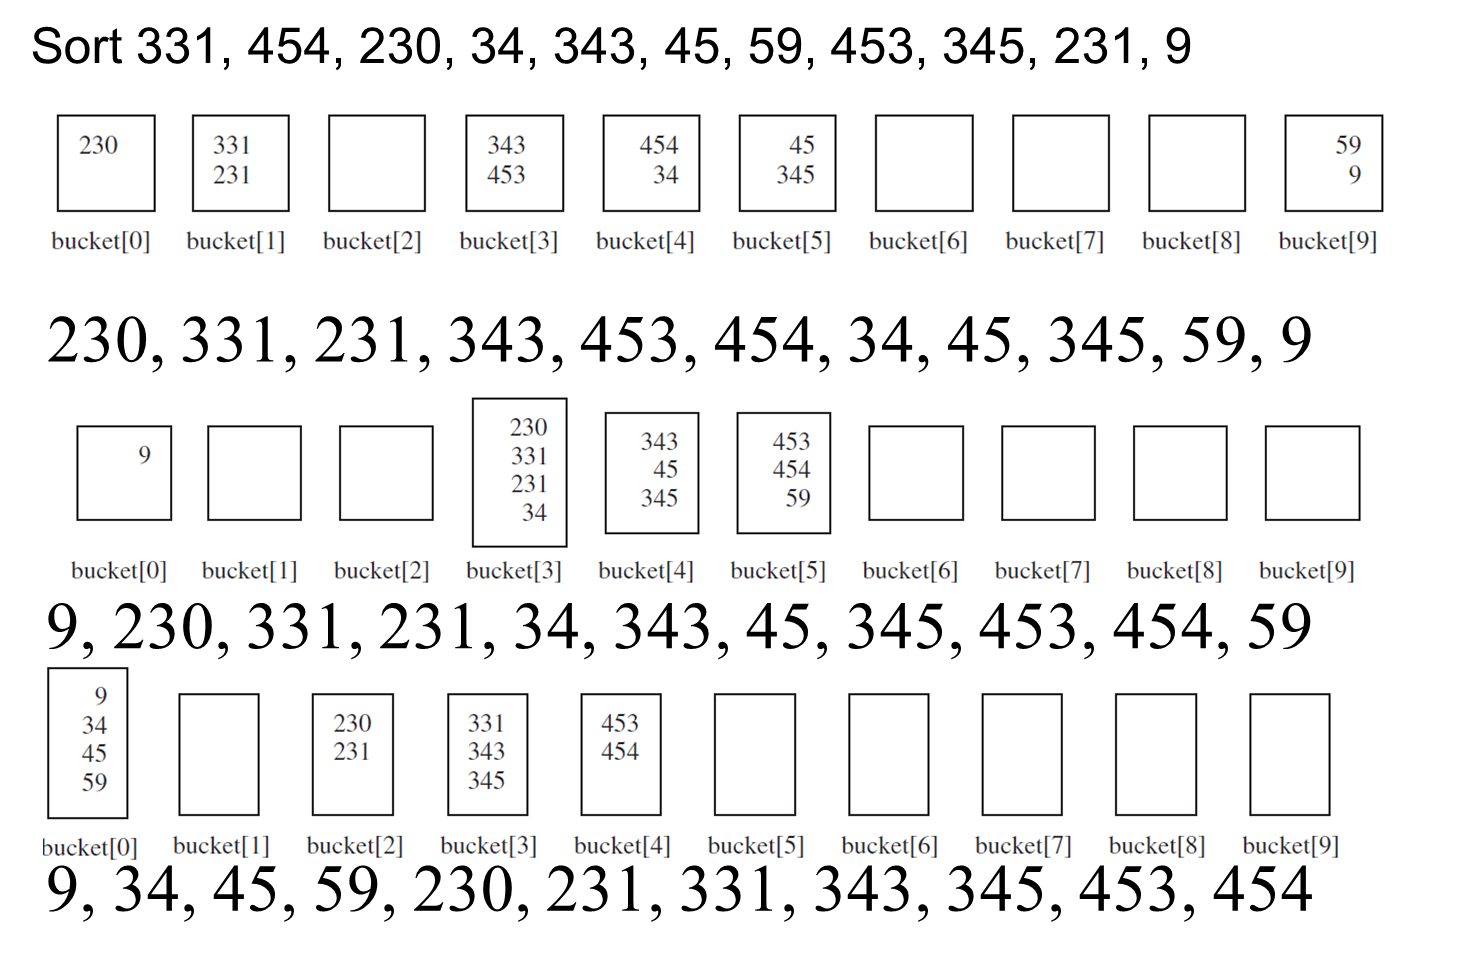 Sort 331, 454, 230, 34, 343, 45, 59, 453, 345, 231, 9
230 331 343 454 45 59
231 453 34 345 9
bucket[0] bucket[1] bucket[2] bucket[3] bucket[4] bucket[5] bucket[6] bucket[7] bucket[8] bucket[9]
230, 331, 231, 343, 453, 454, 34, 45, 345, 59, 9
9
230
331
231
34
343
45
345
453
454
59
bucket[0] bucket[1] bucket[2] bucket[3] bucket[4] bucket[5] bucket[6] bucket[7] bucket[8] bucket[9]
9, 230, 331, 231, 34, 343, 45, 345, 453, 454, 59
9
34
45
59
230
231
331
343
345
453
454
bucket[0] bucket[1] bucket[2] bucket[3] bucket[4] bucket[5] bucket[6] bucket[7] bucket[8] bucket[9]
9, 34, 45, 59, 230, 231, 331, 343, 345, 453, 454